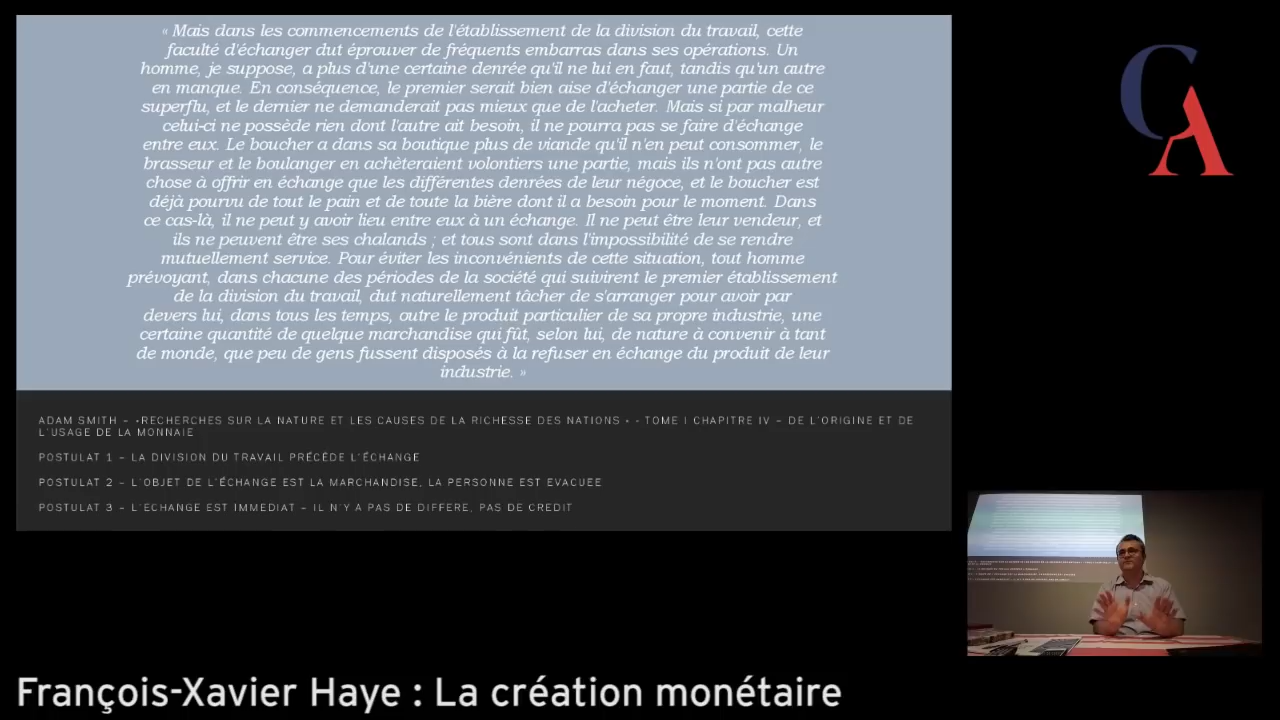 « Mais dans les commencements de l'établissement de la division du travail, cette
faculté d'échanger dut éprouver de fréquents embarras dans ses opérations. Un
homme, je suppose, a plus d'une certaine denrée qu'il ne lui en faut, tandis qu'un autre
en manque. En conséquence, le premier serait bien aise d'échanger une partie de ce
superflu, et le dernier ne demanderait pas mieux que de l'acheter. Mais si par malheur
celui-ci ne possède rien dont l'autre ait besoin, il ne pourra pas se faire d'échange
entre eux. Le boucher a dans sa boutique plus de viande qu'il n'en peut consommer, le
brasseur et le boulanger en achèteraient volontiers une partie, mais ils n'ont pas autre
chose à offrir en échange que les différentes denrées de leur négoce, et le boucher est
déjà pourvu de tout le pain et de toute la bière dont il a besoin pour le moment. Dans
ce cas-là, il ne peut y avoir lieu entre eux à un échange. Il ne peut être leur vendeur, et
ils ne peuvent être ses chalands ; et tous sont dans l'impossibilité de se rendre
mutuellement service. Pour éviter les inconvénients de cette situation, tout homme
prévoyant, dans chacune des périodes de la société qui suivirent le premier établissement
de la division du travail, dut naturellement tâcher de s'arranger pour avoir par
devers lui, dans tous les temps, outre le produit particulier de sa propre industrie, une
certaine quantité de quelque marchandise qui fût, selon lui, de nature à convenir à tant
de monde, que peu de gens fussent disposés à la refuser en échange du produit de leur
industrie. »
ADAM SMITH – «RECHERCHES SUR LA NATURE ET LES CAUSES DE LA RICHESSE DES NATIONS » - TOME I CHAPITRE IV – DE L'ORIGINE ET DE
L'USAGE DE LA MONNAIE
POSTULAT 1 – LA DIVISION DU TRAVAIL PRÉCÈDE L'ÉCHANGE
POSTULAT 2 – L'OBJET DE L'ÉCHANGE EST LA MARCHANDISE, LA PERSONNE EST EVACUEE
POSTULAT 3 – L'ECHANGE EST IMMEDIAT – IL N'Y A PAS DE DIFFERE, PAS DE CREDIT
CA
François-Xavier Haye : La création monétaire